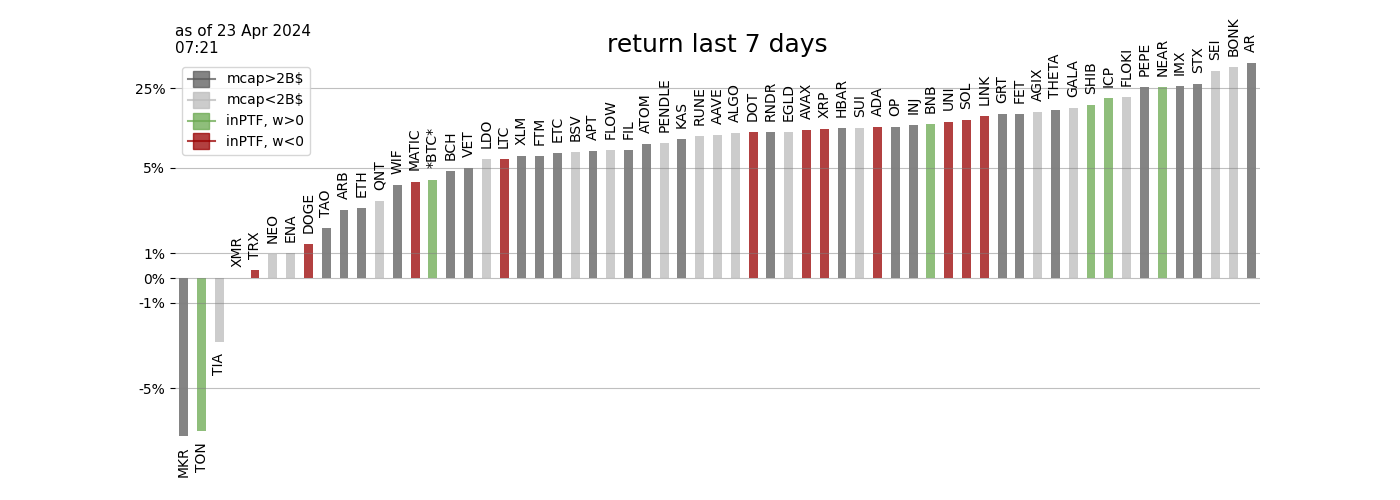 as of 23 Apr 2024
07:21
return last 7 days
mcap>2B$
mcap<2B$
inPTF, w>0
inPTF, w<0
25%
5%
1%
0%
-1%
-5%
MKR
TON
TIA
XMR
TRX
NEO
ENA
DOGE
TAO
ARB
ETH
QNT
WIF
MATIC
*BTC*
BCH
VET
LDO
LTC
XLM
FTM
ETC
BSV
APT
FLOW
FIL
ATOM
PENDLE
KAS
RUNE
AAVE
ALGO
DOT
RNDR
EGLD
AVAX
XRP
HBAR
SUI
ADA
OP
INJ
BNB
UNI
SOL
LINK
GRT
FET
AGIX
THETA
GALA
SHIB
ICP
FLOKI
PEPE
NEAR
IMX
STX
SEI
BONK
AR